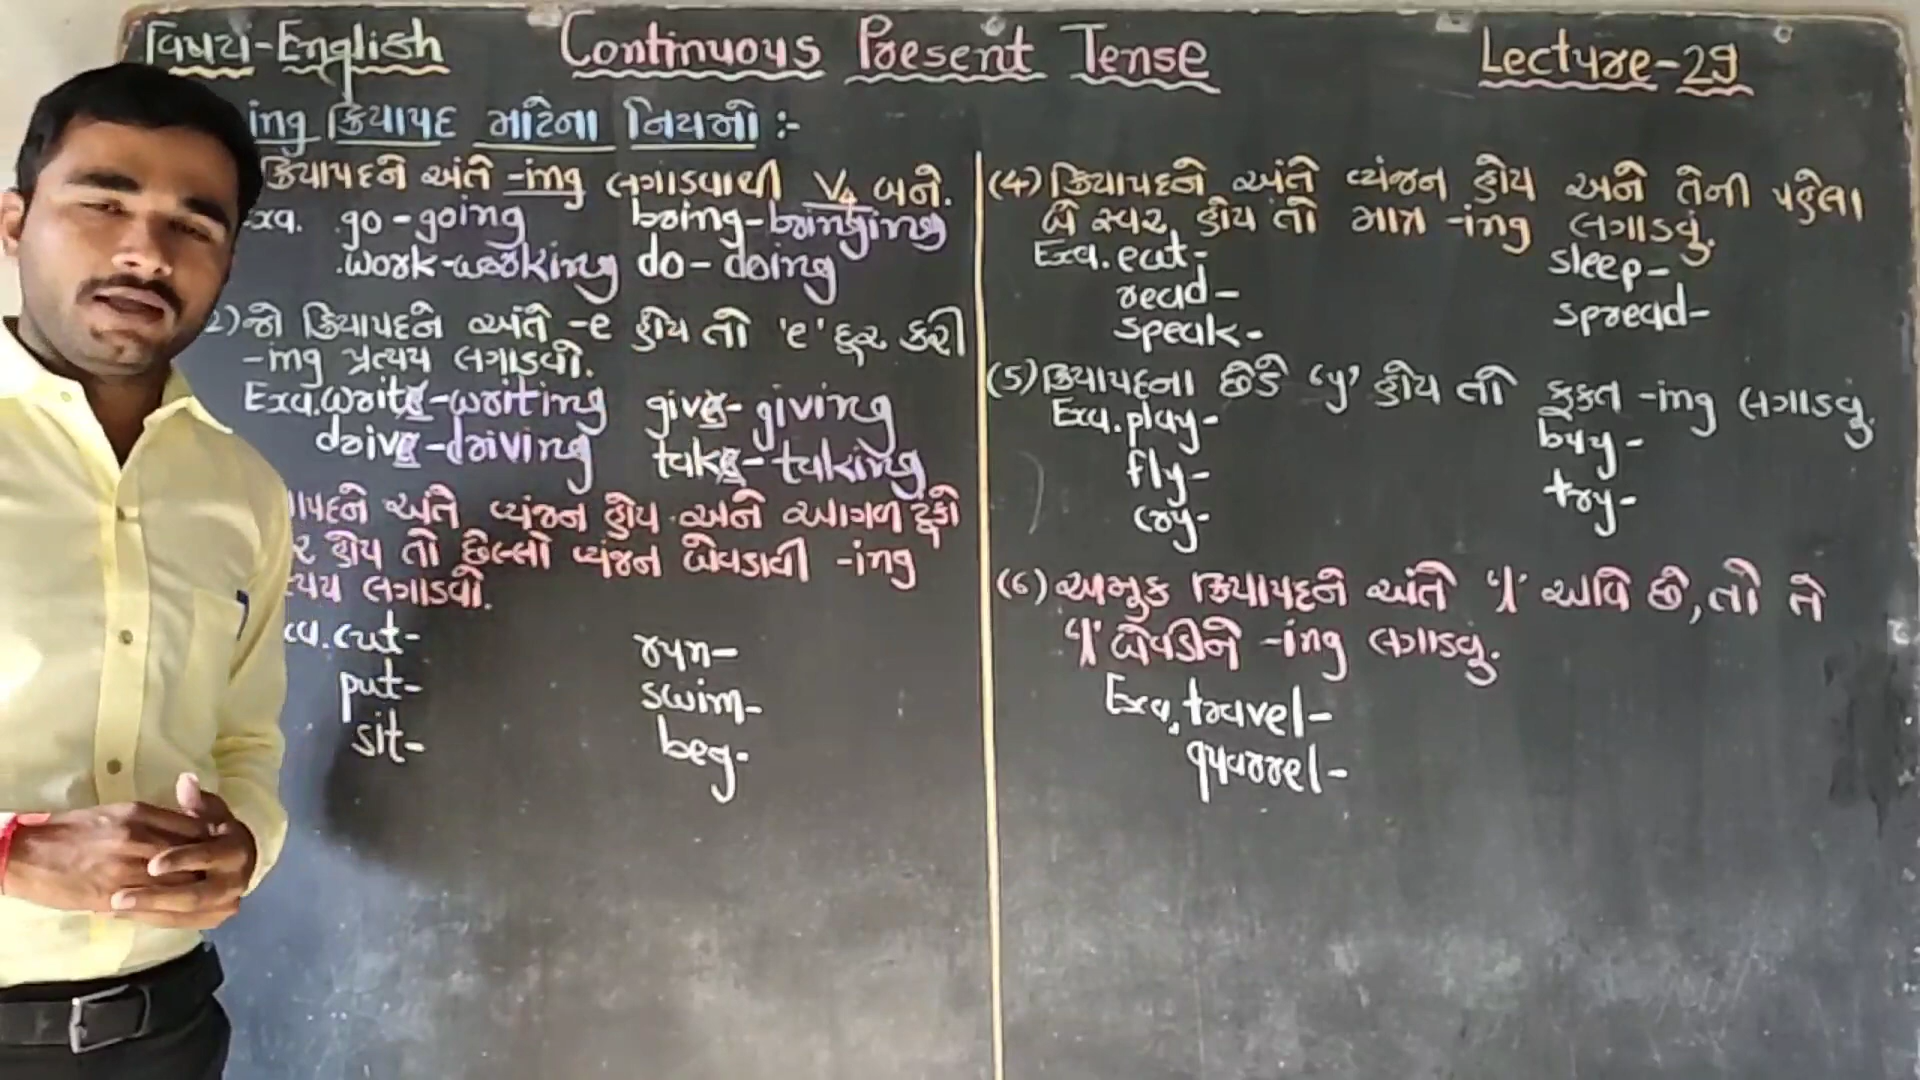 વિષય-English
Continuous Present Tense
Lecture-29
ing ક્રિયાપદ માટેના નિયમો :-
ક્રિયાપદને અંતે -ing લગાડવાથી V4 બને.
Exa. go-going bring-bringing
work-working do-doing
2) જો ક્રિયાપદને અંતે -e હોય તો 'e' દૂર કરી
-ing પ્રત્યય લગાડવો.
Exa. write-writing give-giving
drive-driving take-taking
યાપદને અંતે વ્યંજન હોય અને આગળ ટૂંકો
ર હોય તો છેલ્લો વ્યંજન બેવડાવી -ing
ત્યય લગાડવો.
xa. cut- run-
put- swim-
sit- beg-
(4) ક્રિયાપદને અંતે વ્યંજન હોય અને તેની પહેલા
બે સ્વર હોય તો માત્ર -ing લગાડવું.
Exa. eat- sleep-
read- spread-
speak-
(5) ક્રિયાપદના છેડે 'y' હોય તો ફક્ત -ing લગાડવુ.
Exa. play- buy-
fly- try-
cry-
(6) અમુક ક્રિયાપદને અંતે 'l' આવે છે, તો તે
'l' બેવડીને -ing લગાડવુ.
Exa, travel-
quarrel-